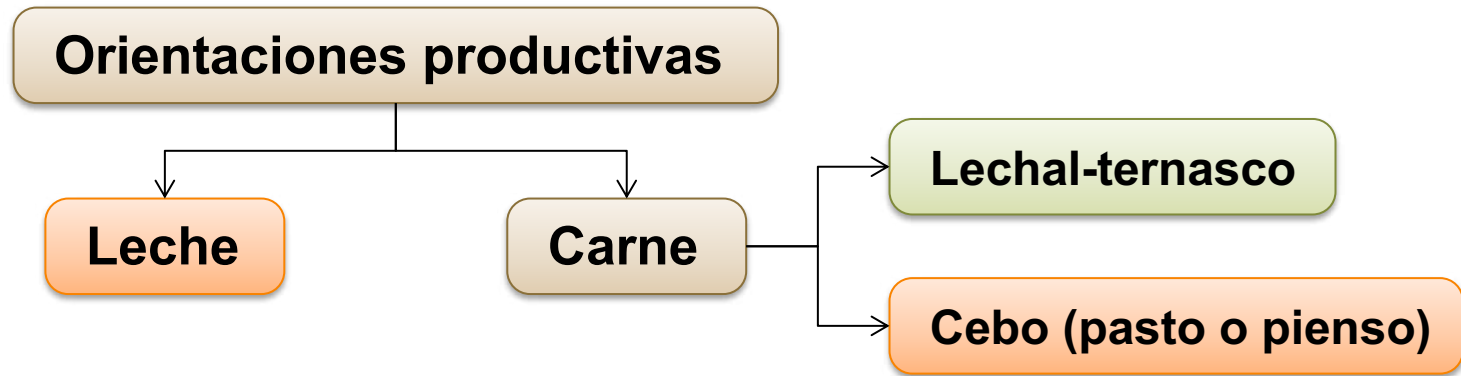 Orientaciones productivas
Leche
Carne
Lechal-ternasco
Cebo (pasto o pienso)